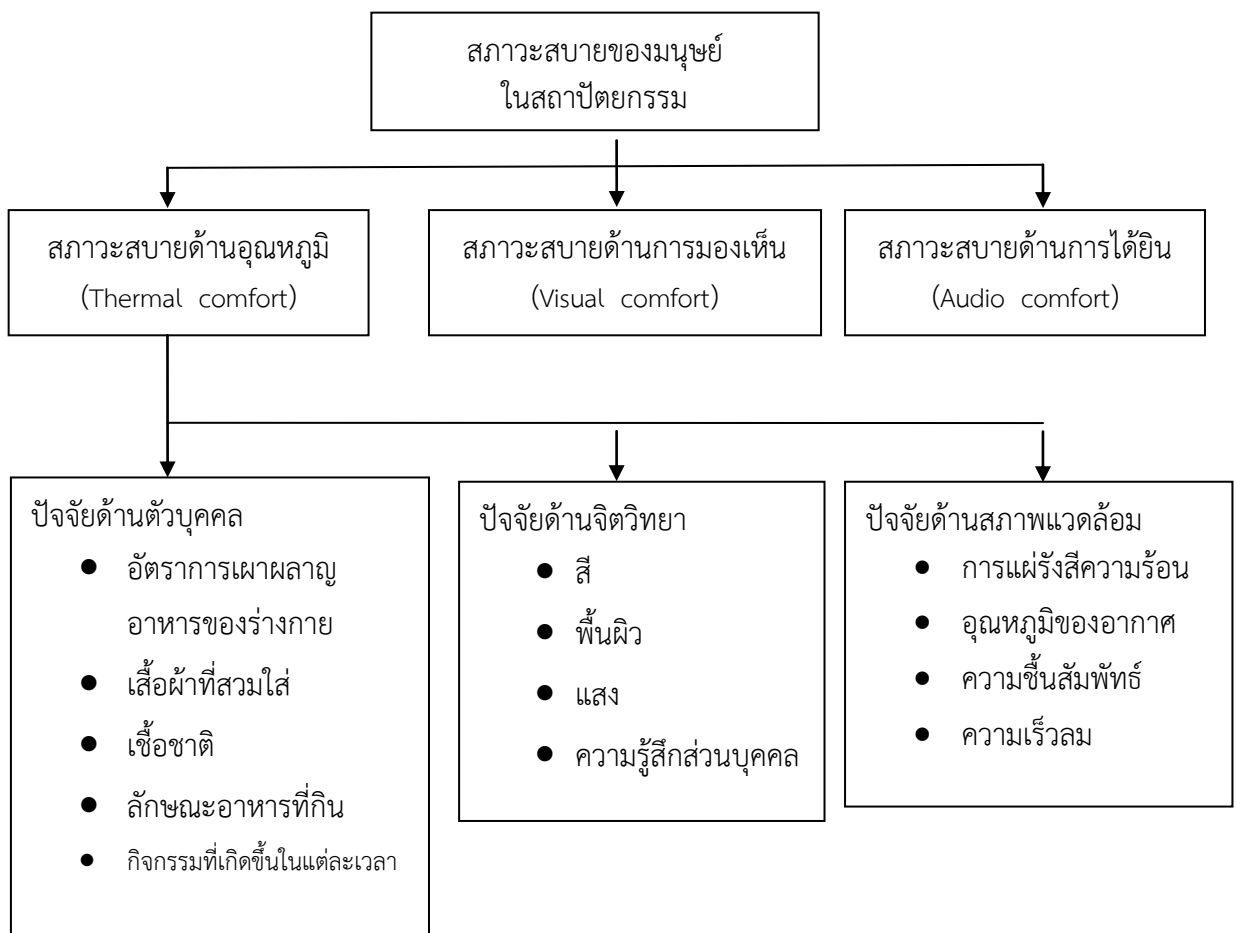 สภาวะสบายของมนุษย์
ในสถาปัตยกรรม
สภาวะสบายด้านอุณหภูมิ
(Thermal comfort)
สภาวะสบายด้านการมองเห็น
(Visual comfort)
สภาวะสบายด้านการได้ยิน
(Audio comfort)
ปัจจัยด้านตัวบุคคล
● อัตราการเผาผลาญ
อาหารของร่างกาย
● เสื้อผ้าที่สวมใส่
● เชื้อชาติ
● ลักษณะอาหารที่กิน
● กิจกรรมที่เกิดขึ้นในแต่ละเวลา
ปัจจัยด้านจิตวิทยา
● สี
● พื้นผิว
● แสง
● ความรู้สึกส่วนบุคคล
ปัจจัยด้านสภาพแวดล้อม
● การแผ่รังสีความร้อน
● อุณหภูมิของอากาศ
● ความชื้นสัมพัทธ์
● ความเร็วลม